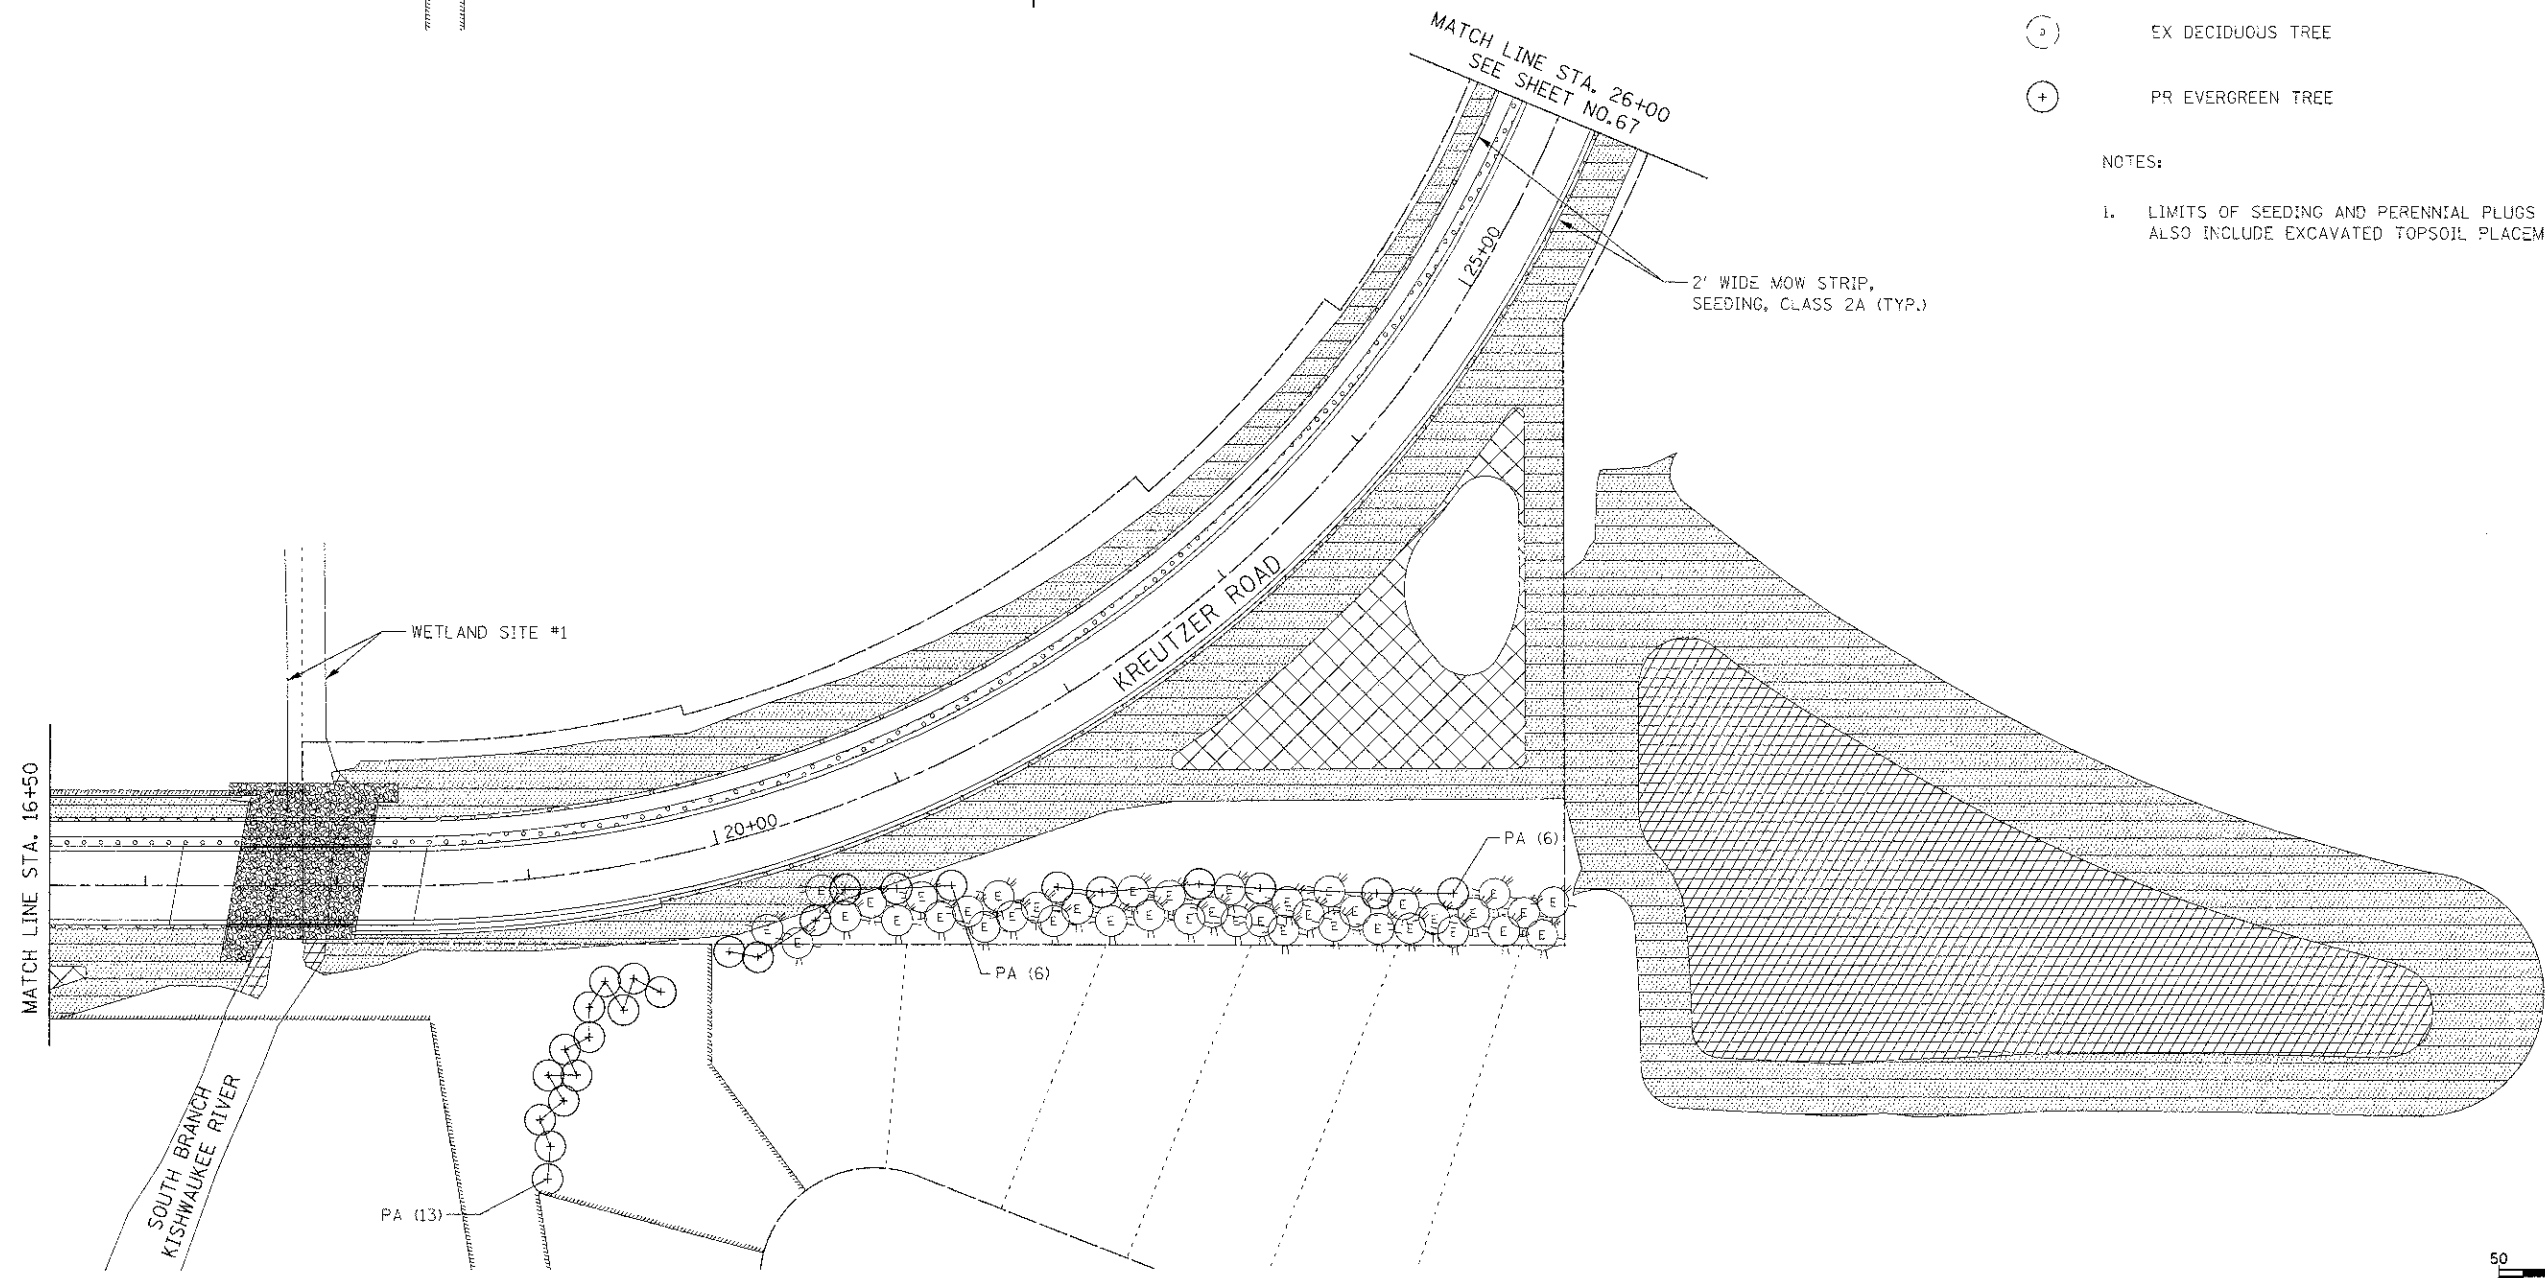 MATCH LINE STA. 26+00
SEE SHEET NO.67
EX DECIDUOUS TREE
PR EVERGREEN TREE
NOTES:
1. LIMITS OF SEEDING AND PERENNIAL PLUGS
ALSO INCLUDE EXCAVATED TOPSOIL PLACEM
25+00
2' WIDE MOW STRIP,
SEEDING, CLASS 2A (TYP.)
KREUTZER ROAD
WETLAND SITE #1
MATCH LINE STA. 16+50
20+00
PA (6)
PA (6)
SOUTH BRANCH
KISHWAUKEE RIVER
PA (13)
50